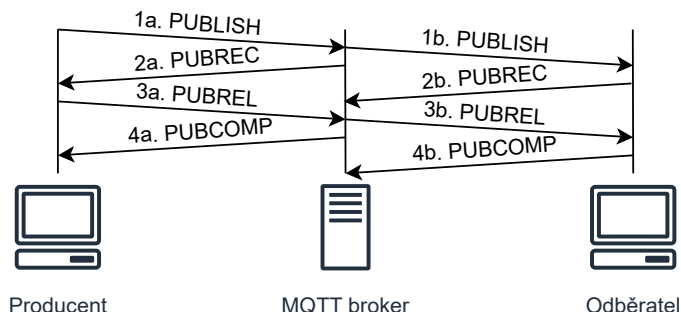 1a. PUBLISH
1b. PUBLISH
2a. PUBREC
2b. PUBREC
3a. PUBREL
3b. PUBREL
4a. PUBCOMP
4b. PUBCOMP
Producent
MQTT broker
Odběratel